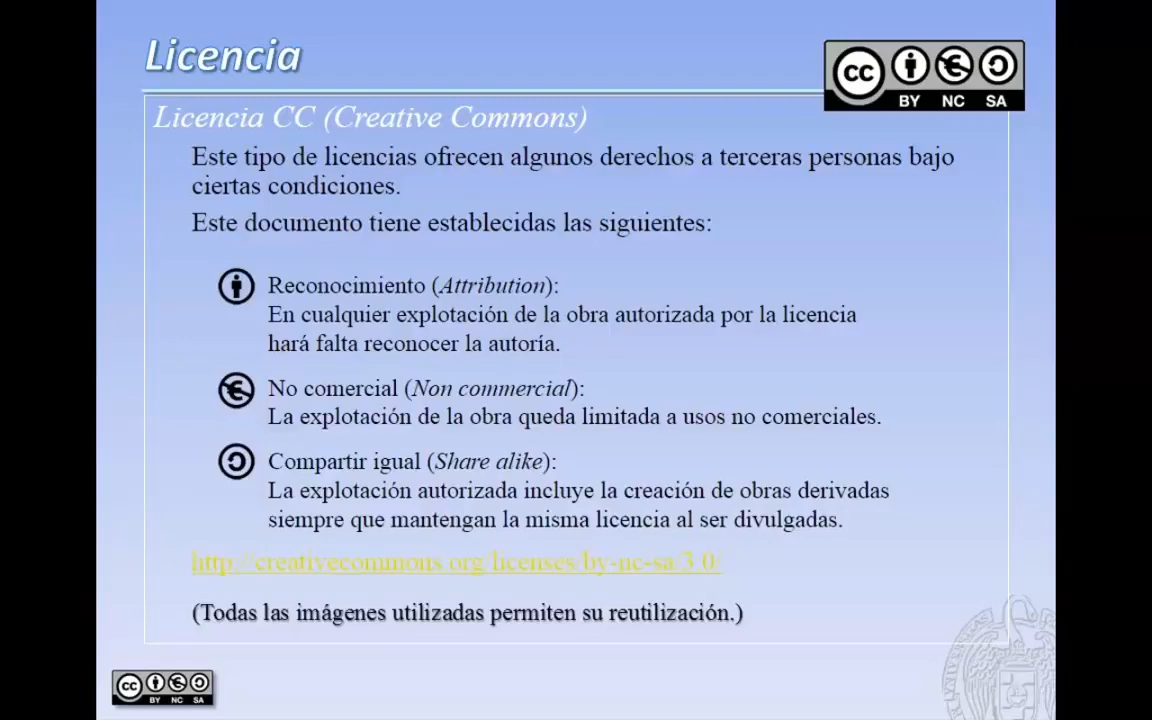 Licencia
CC BY NC SA
Licencia CC (Creative Commons)
Este tipo de licencias ofrecen algunos derechos a terceras personas bajo
ciertas condiciones.
Este documento tiene establecidas las siguientes:
Reconocimiento (Attribution):
En cualquier explotación de la obra autorizada por la licencia
hará falta reconocer la autoría.
No comercial (Non commercial):
La explotación de la obra queda limitada a usos no comerciales.
Compartir igual (Share alike):
La explotación autorizada incluye la creación de obras derivadas
siempre que mantengan la misma licencia al ser divulgadas.
http://creativecommons.org/licenses/by-nc-sa/3.0/
(Todas las imágenes utilizadas permiten su reutilización.)
CC BY NC SA